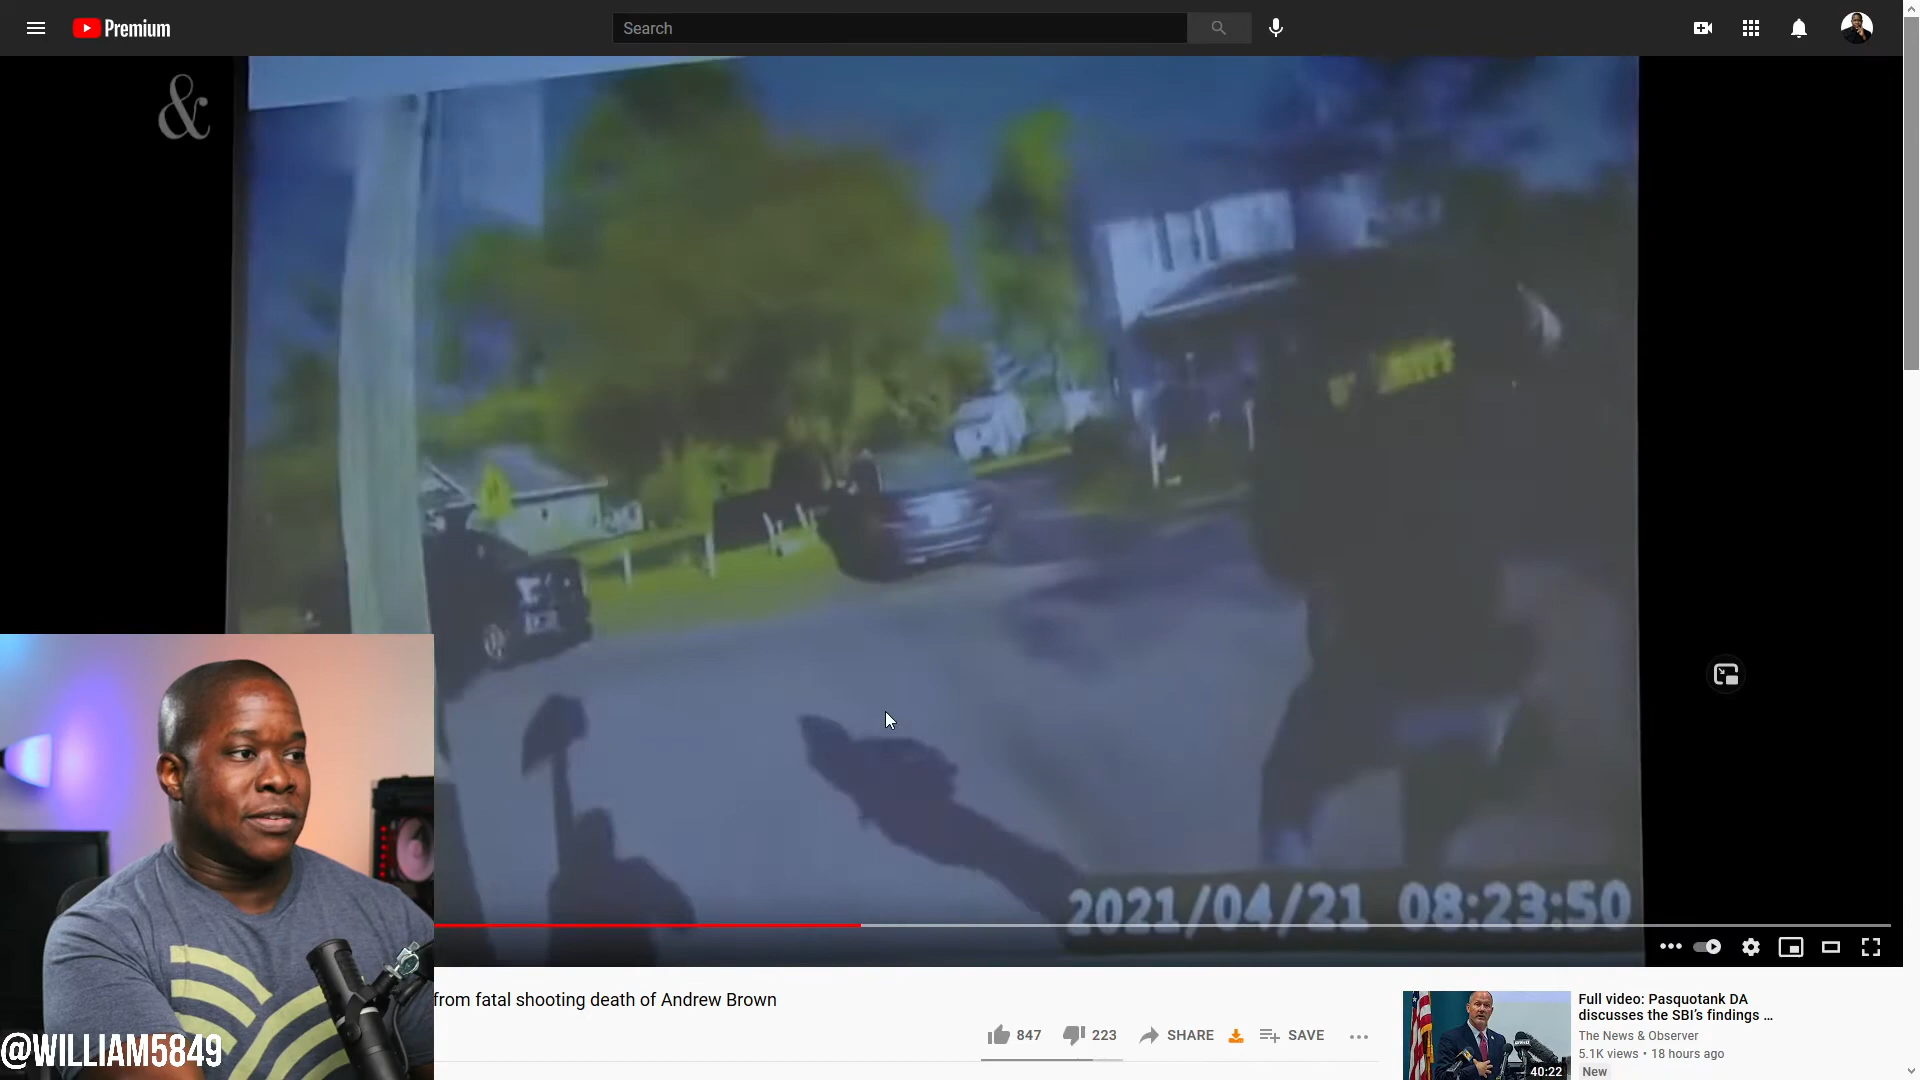 Premium
Search
&
2021/04/21 08:23:50
from fatal shooting death of Andrew Brown
847
223
SHARE
SAVE
@WILLIAM5849
Full video: Pasquotank DA
discusses the SBI's findings ...
The News & Observer
5.1K views • 18 hours ago
New
40:22